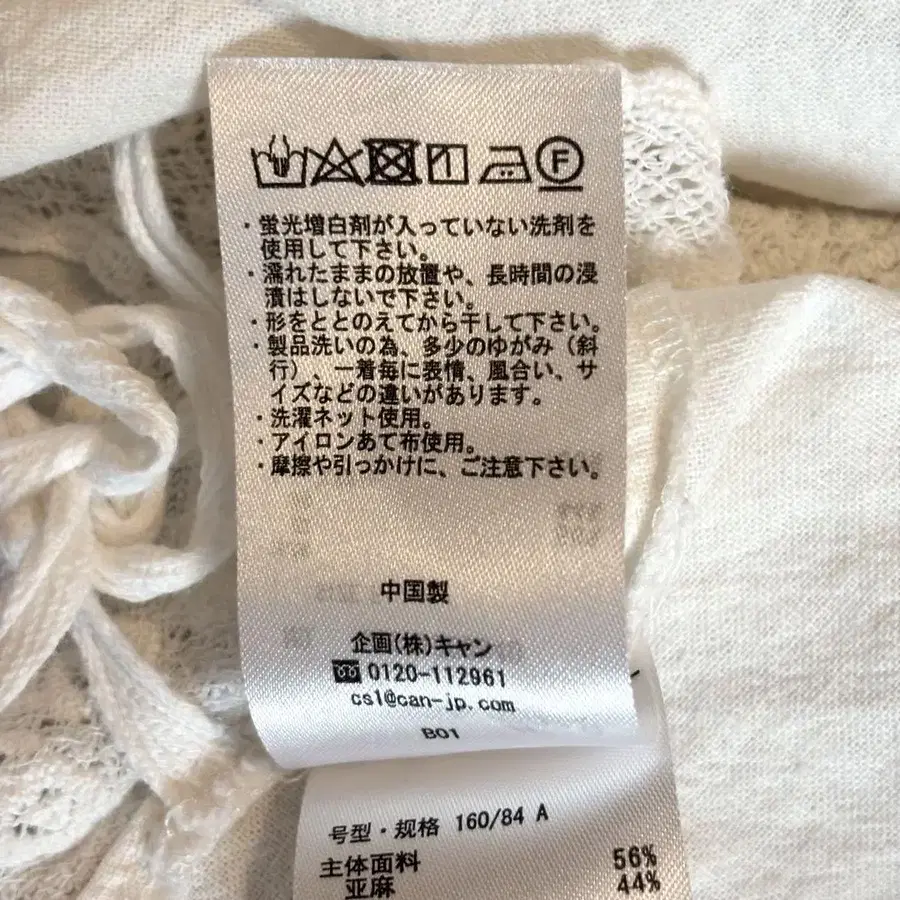 F
・蛍光増白剤が入っていない洗剤を
使用して下さい。
・濡れたままの放置や、長時間の浸
漬はしないで下さい。
・形をととのえてから干して下さい。
・製品洗いの為、多少のゆがみ（斜
行）、一着毎に表情、風合い、サ
イズなどの違いがあります。
・洗濯ネット使用。
・アイロンあて布使用。
・摩擦や引っかけに、ご注意下さい。
中国製
企画(株)キャン
0120-112961
cs1@can-jp.com
B01
号型・规格 160/84 A
主体面料 56%
亚麻 44%